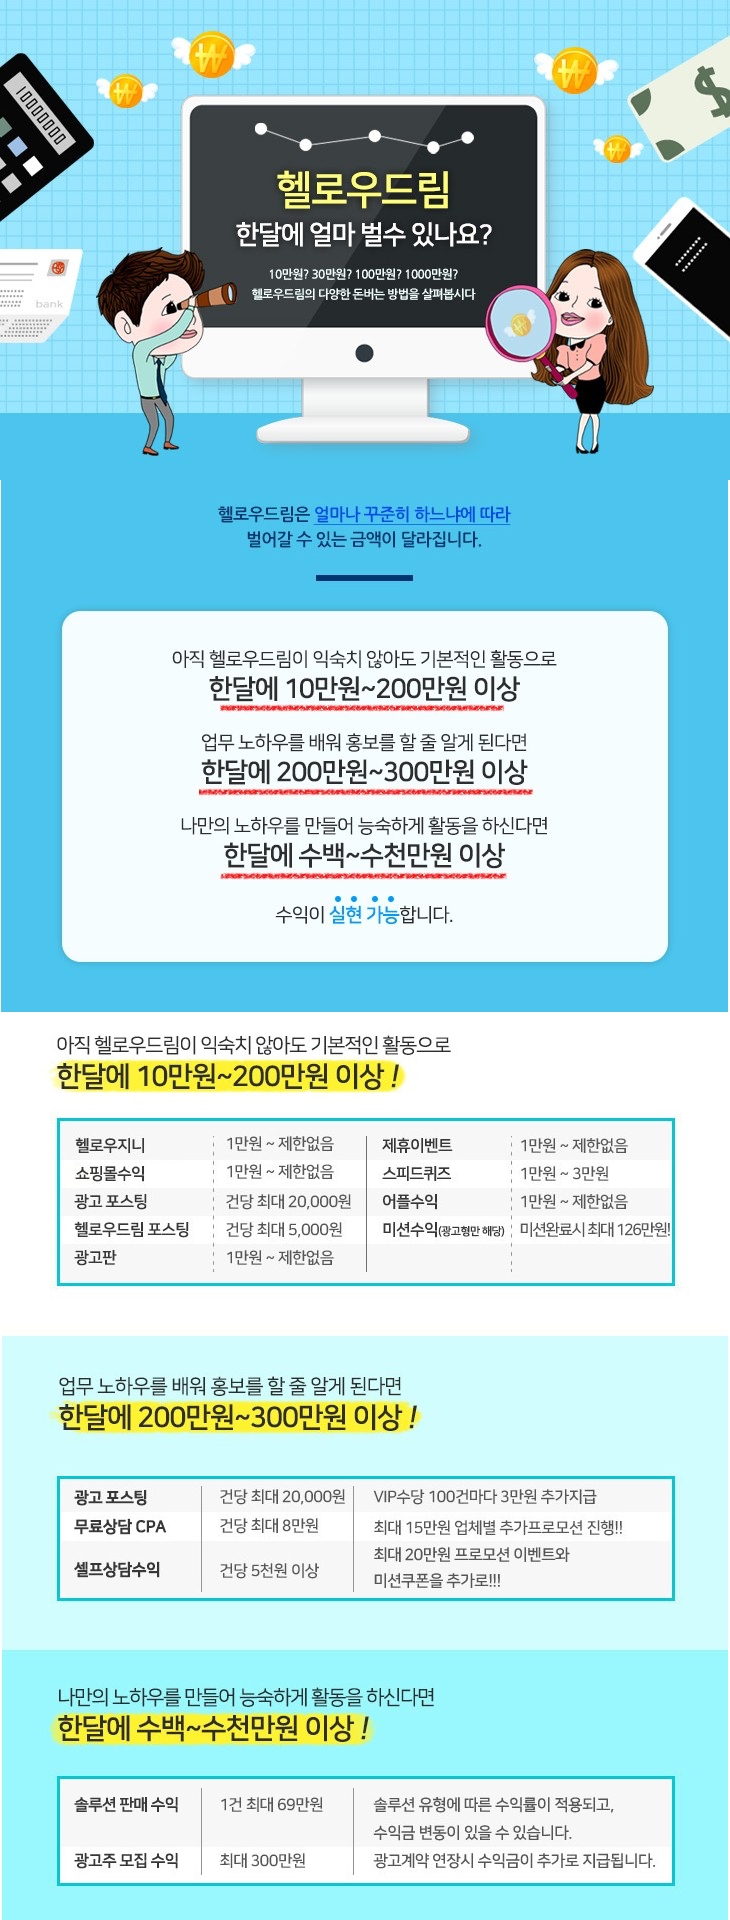 헬로우드림
한달에 얼마 벌수 있나요?
10만원? 30만원? 100만원? 1000만원?
헬로우드림의 다양한 돈버는 방법을 살펴봅시다
bank
헬로우드림은 얼마나 꾸준히 하느냐에 따라
벌어갈 수 있는 금액이 달라집니다.
아직 헬로우드림이 익숙치 않아도 기본적인 활동으로
한달에 10만원~200만원 이상
업무 노하우를 배워 홍보를 할 줄 알게 된다면
한달에 200만원~300만원 이상
나만의 노하우를 만들어 능숙하게 활동을 하신다면
한달에 수백~수천만원 이상
수익이 실현 가능합니다.
아직 헬로우드림이 익숙치 않아도 기본적인 활동으로
한달에 10만원~200만원 이상 !
헬로우지니 1만원 ~ 제한없음 제휴이벤트 1만원 ~ 제한없음
쇼핑몰수익 1만원 ~ 제한없음 스피드퀴즈 1만원 ~ 3만원
광고 포스팅 건당 최대 20,000원 어플수익 1만원 ~ 제한없음
헬로우드림 포스팅 건당 최대 5,000원 미션수익(광고형만 해당) 미션완료시 최대 126만원!
광고판 1만원 ~ 제한없음
업무 노하우를 배워 홍보를 할 줄 알게 된다면
한달에 200만원~300만원 이상 !
광고 포스팅 건당 최대 20,000원 VIP수당 100건마다 3만원 추가지급
무료상담 CPA 건당 최대 8만원 최대 15만원 업체별 추가프로모션 진행!!
셀프상담수익 건당 5천원 이상 최대 20만원 프로모션 이벤트와
미션쿠폰을 추가로!!!
나만의 노하우를 만들어 능숙하게 활동을 하신다면
한달에 수백~수천만원 이상 !
솔루션 판매 수익 1건 최대 69만원 솔루션 유형에 따른 수익률이 적용되고,
수익금 변동이 있을 수 있습니다.
광고주 모집 수익 최대 300만원 광고계약 연장시 수익금이 추가로 지급됩니다.